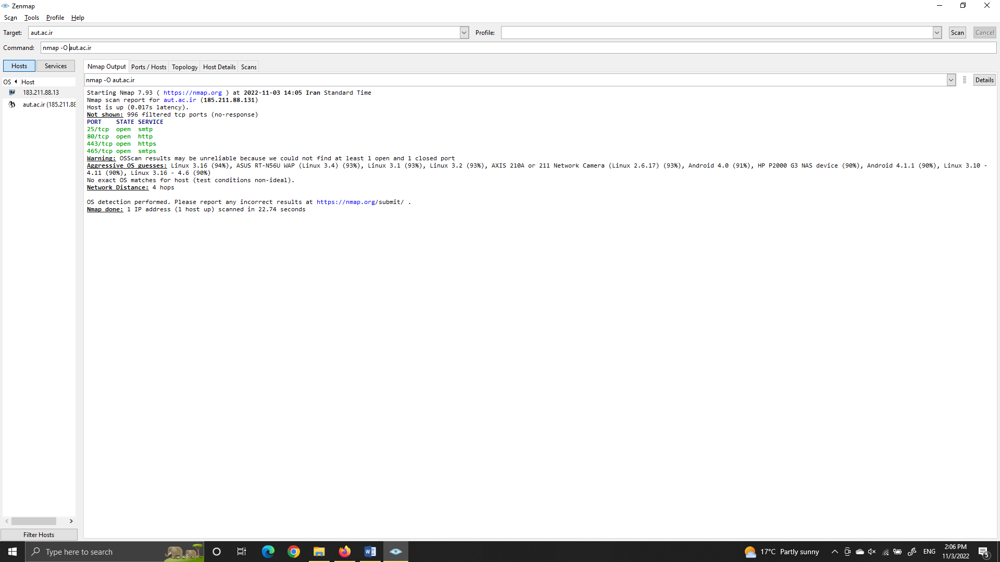 Zenmap
Scan Tools Profile Help
Target: aut.ac.ir Profile: Scan Cancel
Command: nmap -O aut.ac.ir
Hosts Services
Nmap Output Ports / Hosts Topology Host Details Scans
OS Host
183.211.88.13
aut.ac.ir (185.211.88
nmap -O aut.ac.ir Details
Starting Nmap 7.93 ( https://nmap.org ) at 2022-11-03 14:05 Iran Standard Time
Nmap scan report for aut.ac.ir (185.211.88.131)
Host is up (0.017s latency).
Not shown: 996 filtered tcp ports (no-response)
PORT STATE SERVICE
25/tcp open smtp
80/tcp open http
443/tcp open https
465/tcp open smtps
Warning: OSScan results may be unreliable because we could not find at least 1 open and 1 closed port
Aggressive OS guesses: Linux 3.16 (94%), ASUS RT-N56U WAP (Linux 3.4) (93%), Linux 3.1 (93%), Linux 3.2 (93%), AXIS 210A or 211 Network Camera (Linux 2.6.17) (93%), Android 4.0 (91%), HP P2000 G3 NAS device (90%), Android 4.1.1 (90%), Linux 3.10 -
4.11 (90%), Linux 3.16 - 4.6 (90%)
No exact OS matches for host (test conditions non-ideal).
Network Distance: 4 hops
OS detection performed. Please report any incorrect results at https://nmap.org/submit/ .
Nmap done: 1 IP address (1 host up) scanned in 22.74 seconds
Filter Hosts
Type here to search
17°C Partly sunny
ENG
2:06 PM
11/3/2022
5